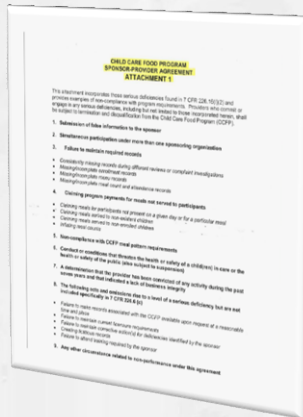 CHILD CARE FOOD PROGRAM
SPONSOR-PROVIDER AGREEMENT
ATTACHMENT 1
This attachment incorporates those serious deficiencies found in 7 CFR 226.16(l)(2) and
provides examples of non-compliance with program requirements. Providers who commit or
engage in any serious deficiencies, including but not limited to those incorporated herein, shall
be subject to termination and disqualification from the Child Care Food Program (CCFP).
1. Submission of false information to the sponsor
2. Simultaneous participation under more than one sponsoring organization
3. Failure to maintain required records
• Consistently missing records during different reviews or complaint investigations
• Missing/incomplete enrollment records
• Missing/incomplete menu records
• Missing/incomplete meal count and attendance records
4. Claiming program payments for meals not served to participants
• Claiming meals for participants not present on a given day or for a particular meal
• Claiming meals served to non-resident children
• Claiming meals served to non-enrolled children
• Inflating meal counts
5. Non-compliance with CCFP meal pattern requirements
6. Conduct or conditions that threaten the health or safety of a child(ren) in care or the
health or safety of the public (also subject to suspension)
7. A determination that the provider has been convicted of any activity during the past
seven years and that indicated a lack of business integrity
8. The following acts and omissions rise to a level of a serious deficiency but are not
included specifically in 7 CFR 226.16 (l)
• Failure to make records associated with the CCFP available upon request at a reasonable
time and place
• Failure to maintain current licensure requirements
• Failure to maintain corrective action(s) for deficiencies identified by the sponsor
• Creating fictitious records
• Failure to attend training required by the sponsor
9. Any other circumstance related to non-performance under this agreement